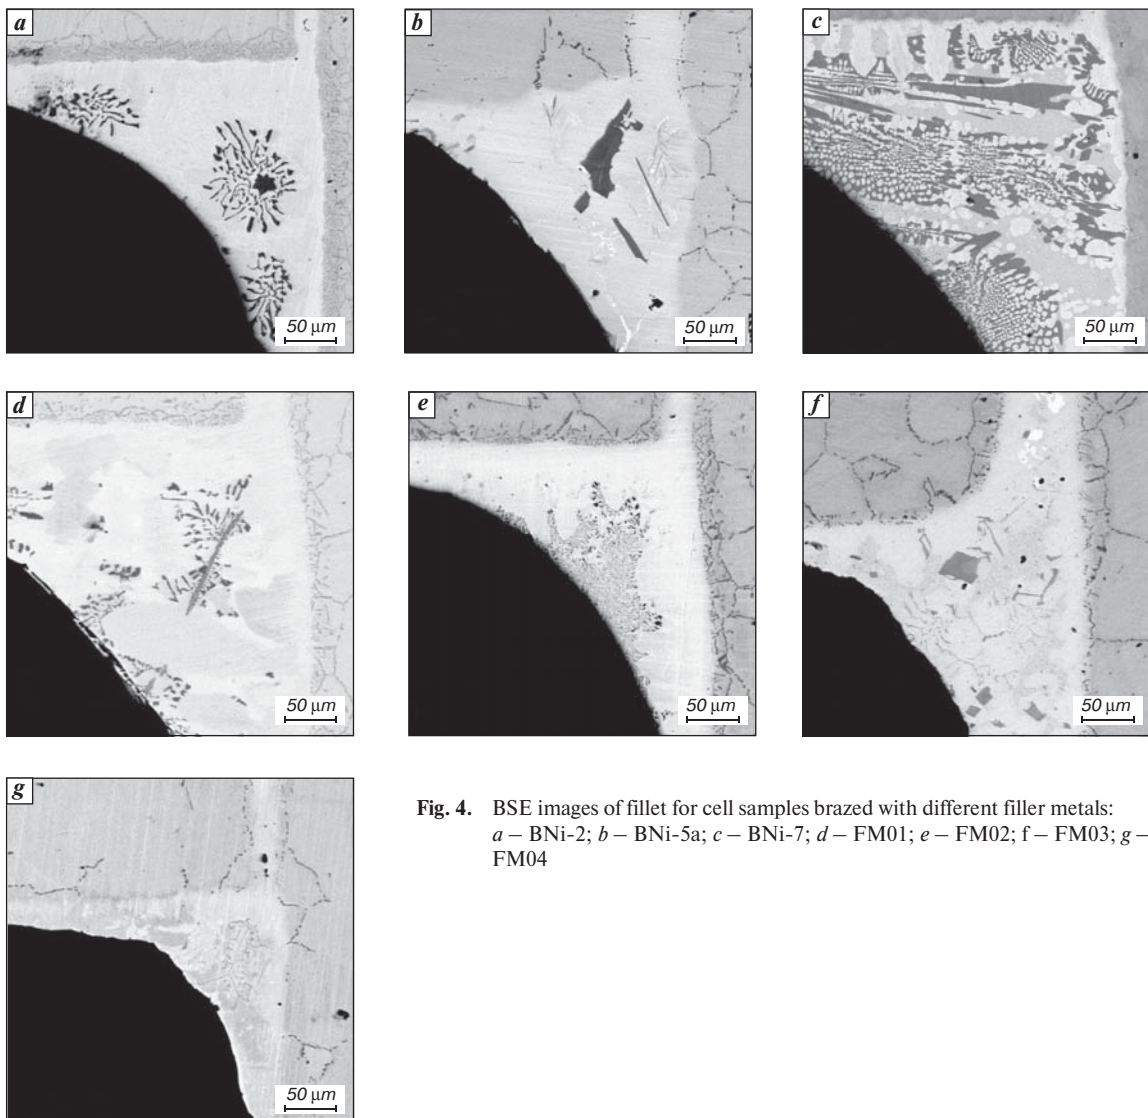 a
b
c
50 μm
50 μm
50 μm
d
e
f
50 μm
50 μm
50 μm
g
50 μm
Fig. 4. BSE images of fillet for cell samples brazed with different filler metals:
a – BNi-2; b – BNi-5a; c – BNi-7; d – FM01; e – FM02; f – FM03; g –
FM04